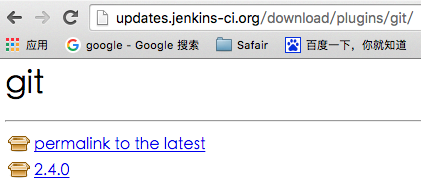 updates.jenkins-ci.org/download/plugins/git/
应用 google - Google 搜索 Safair 百度一下，你就知道
git
permalink to the latest
2.4.0